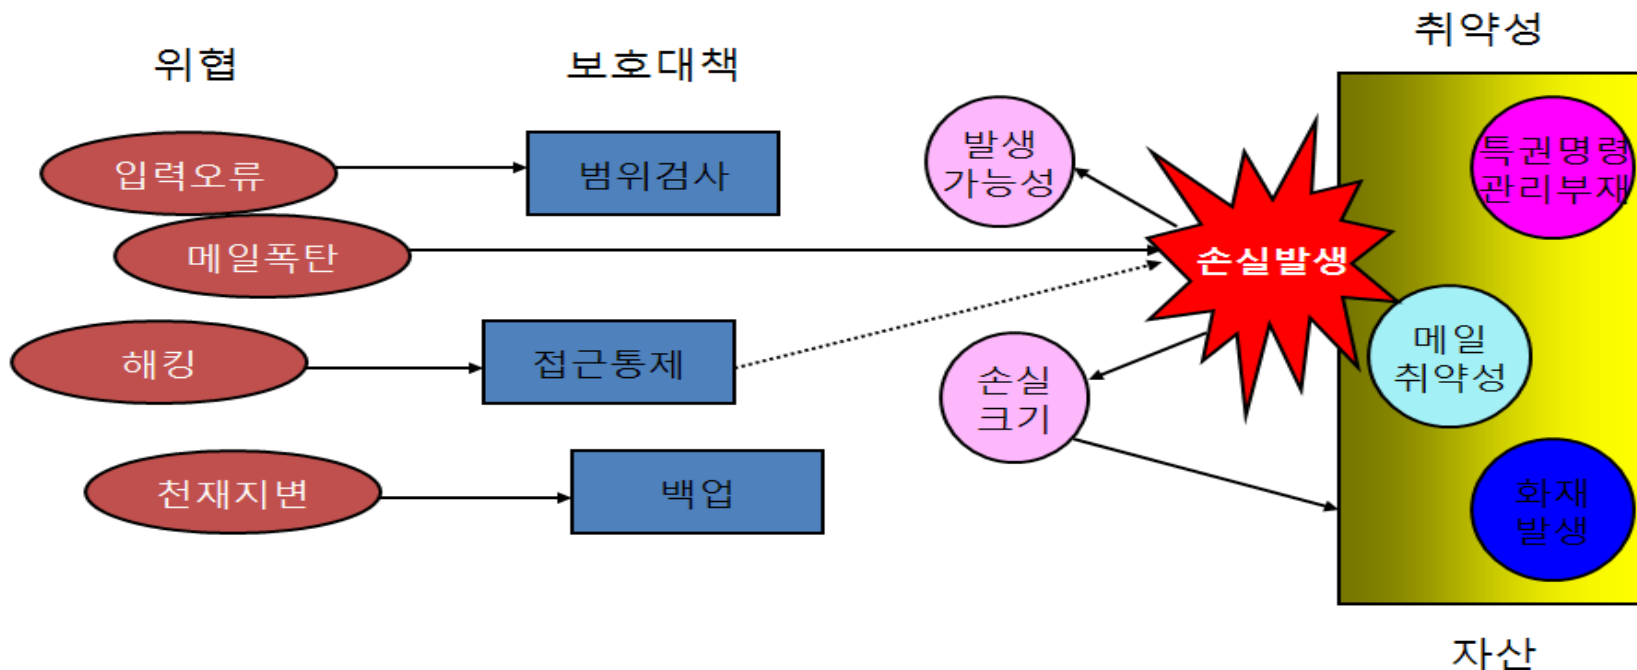 위협
보호대책
취약성
입력오류
범위검사
발생
가능성
특권명령
관리부재
메일폭탄
손실발생
해킹
접근통제
손실
크기
메일
취약성
천재지변
백업
화재
발생
자산